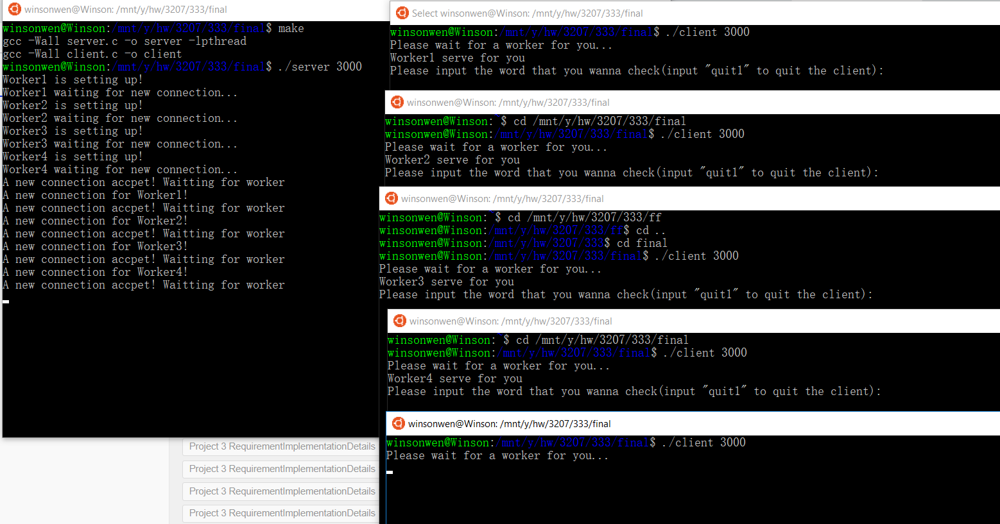 winsonwen@Winson: /mnt/y/hw/3207/333/final
winsonwen@Winson:/mnt/y/hw/3207/333/final$ make
gcc -Wall server.c -o server -lpthread
gcc -Wall client.c -o client
winsonwen@Winson:/mnt/y/hw/3207/333/final$ ./server 3000
Worker1 is setting up!
Worker1 waiting for new connection...
Worker2 is setting up!
Worker2 waiting for new connection...
Worker3 is setting up!
Worker3 waiting for new connection...
Worker4 is setting up!
Worker4 waiting for new connection...
A new connection accpet! Waitting for worker
A new connection for Worker1!
A new connection accpet! Waitting for worker
A new connection for Worker2!
A new connection accpet! Waitting for worker
A new connection for Worker3!
A new connection accpet! Waitting for worker
A new connection for Worker4!
A new connection accpet! Waitting for worker
Project 3 RequirementImplementationDetails
Project 3 RequirementImplementationDetails
Project 3 RequirementImplementationDetails
Project 3 RequirementImplementationDetails
Select winsonwen@Winson: /mnt/y/hw/3207/333/final
winsonwen@Winson:/mnt/y/hw/3207/333/final$ ./client 3000
Please wait for a worker for you...
Worker1 serve for you
Please input the word that you wanna check(input "quit1" to quit the client):
winsonwen@Winson: /mnt/y/hw/3207/333/final
winsonwen@Winson:~$ cd /mnt/y/hw/3207/333/final
winsonwen@Winson:/mnt/y/hw/3207/333/final$ ./client 3000
Please wait for a worker for you...
Worker2 serve for you
Please input the word that you wanna check(input "quit1" to quit the client):
winsonwen@Winson: /mnt/y/hw/3207/333/final
winsonwen@Winson:~$ cd /mnt/y/hw/3207/333/ff
winsonwen@Winson:/mnt/y/hw/3207/333/ff$ cd ..
winsonwen@Winson:/mnt/y/hw/3207/333$ cd final
winsonwen@Winson:/mnt/y/hw/3207/333/final$ ./client 3000
Please wait for a worker for you...
Worker3 serve for you
Please input the word that you wanna check(input "quit1" to quit the client):
winsonwen@Winson: /mnt/y/hw/3207/333/final
winsonwen@Winson:~$ cd /mnt/y/hw/3207/333/final
winsonwen@Winson:/mnt/y/hw/3207/333/final$ ./client 3000
Please wait for a worker for you...
Worker4 serve for you
Please input the word that you wanna check(input "quit1" to quit the client):
winsonwen@Winson: /mnt/y/hw/3207/333/final
winsonwen@Winson:/mnt/y/hw/3207/333/final$ ./client 3000
Please wait for a worker for you...